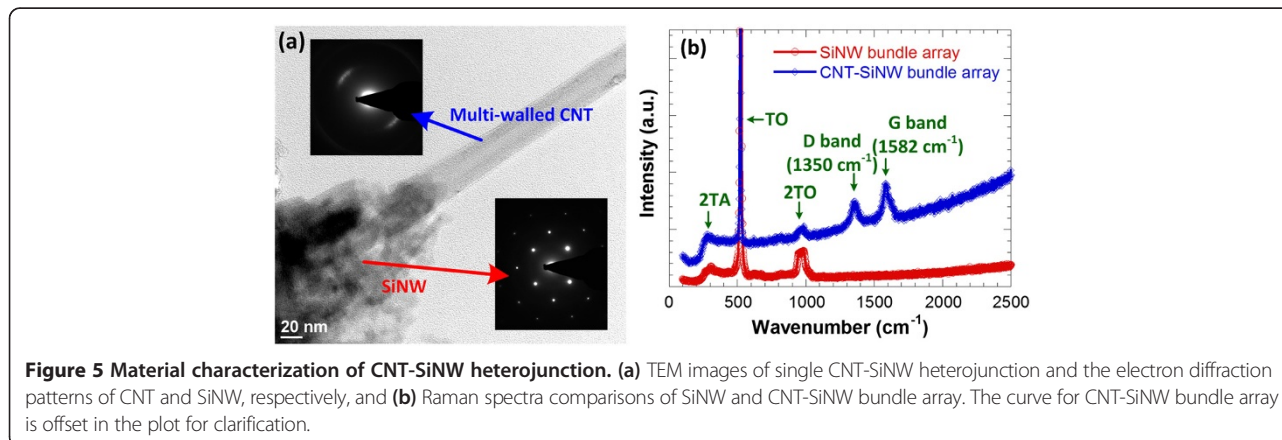 (a)
Multi-walled CNT
SiNW
20 nm
(b)
SiNW bundle array
CNT-SiNW bundle array
Intensity (a.u.)
←TO
D band
(1350 cm⁻¹)
G band
(1582 cm⁻¹)
2TA
2TO
0 500 1000 1500 2000 2500
Wavenumber (cm⁻¹)
Figure 5 Material characterization of CNT-SiNW heterojunction. (a) TEM images of single CNT-SiNW heterojunction and the electron diffraction
patterns of CNT and SiNW, respectively, and (b) Raman spectra comparisons of SiNW and CNT-SiNW bundle array. The curve for CNT-SiNW bundle array
is offset in the plot for clarification.